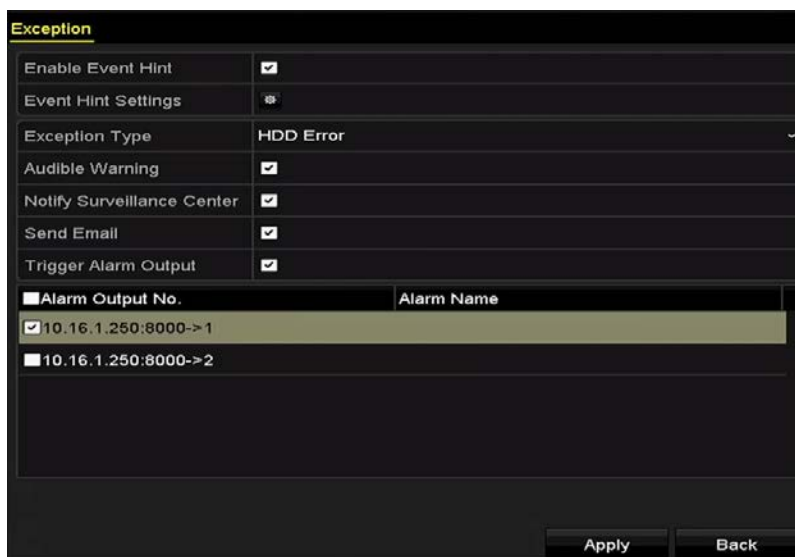 Exception
Enable Event Hint
Event Hint Settings
Exception Type HDD Error
Audible Warning
Notify Surveillance Center
Send Email
Trigger Alarm Output
Alarm Output No. Alarm Name
10.16.1.250:8000->1
10.16.1.250:8000->2
Apply Back